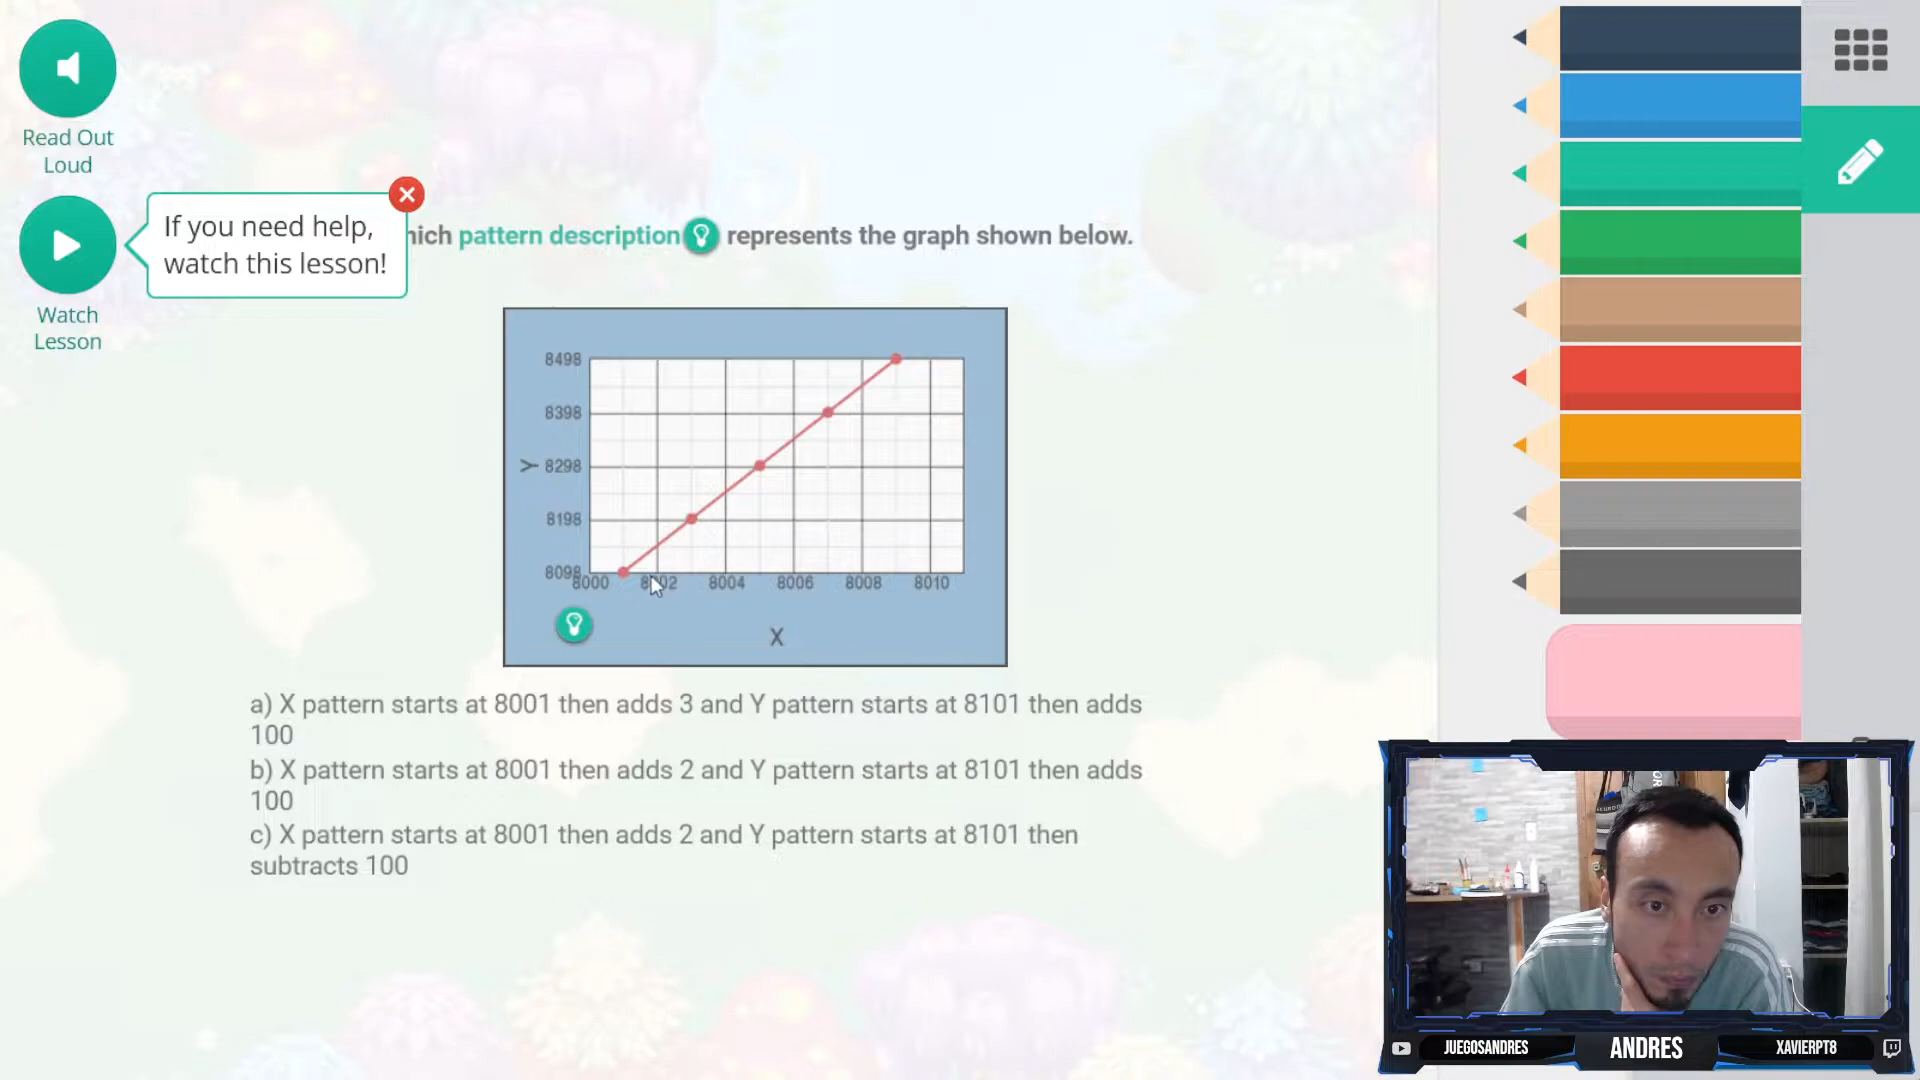 Read Out
Loud
If you need help,
watch this lesson!
Watch
Lesson
hich pattern description represents the graph shown below.
8498
8398
Y 8298
8198
8098
8000 8002 8004 8006 8008 8010
X
a) X pattern starts at 8001 then adds 3 and Y pattern starts at 8101 then adds
100
b) X pattern starts at 8001 then adds 2 and Y pattern starts at 8101 then adds
100
c) X pattern starts at 8001 then adds 2 and Y pattern starts at 8101 then
subtracts 100
JUEGOSANDRES ANDRES XAVIERPT8